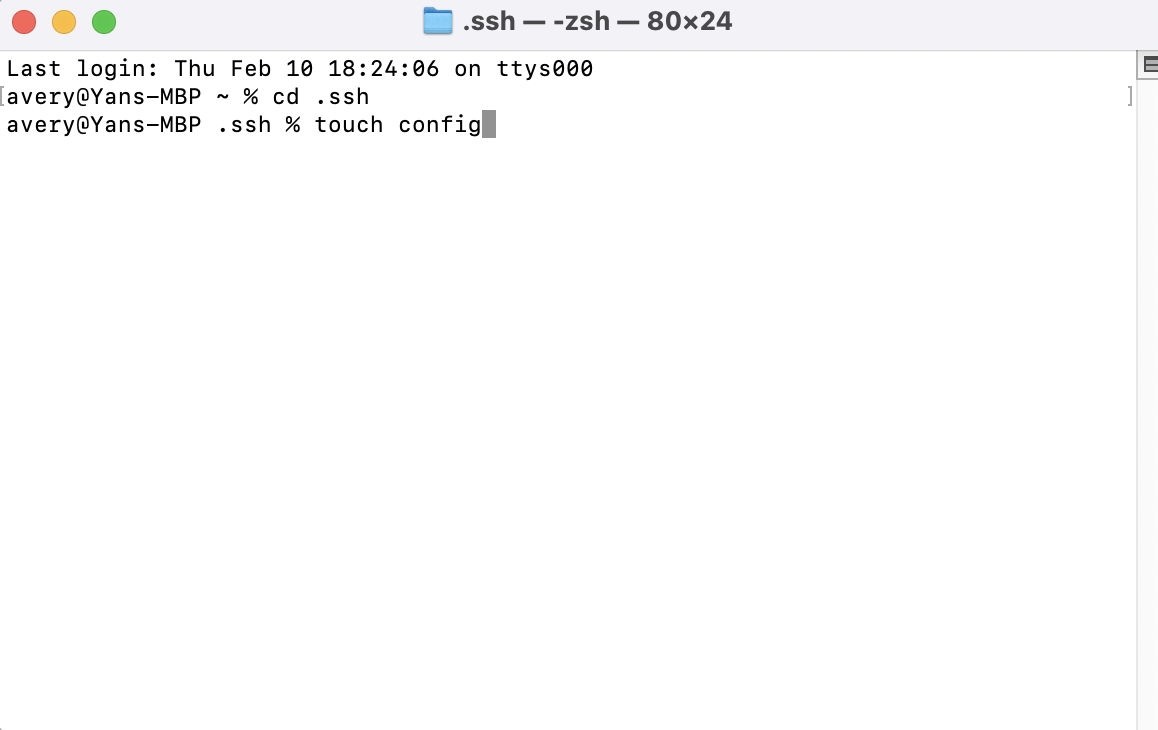 .ssh — -zsh — 80×24
Last login: Thu Feb 10 18:24:06 on ttys000
[avery@Yans-MBP ~ % cd .ssh ]
avery@Yans-MBP .ssh % touch config